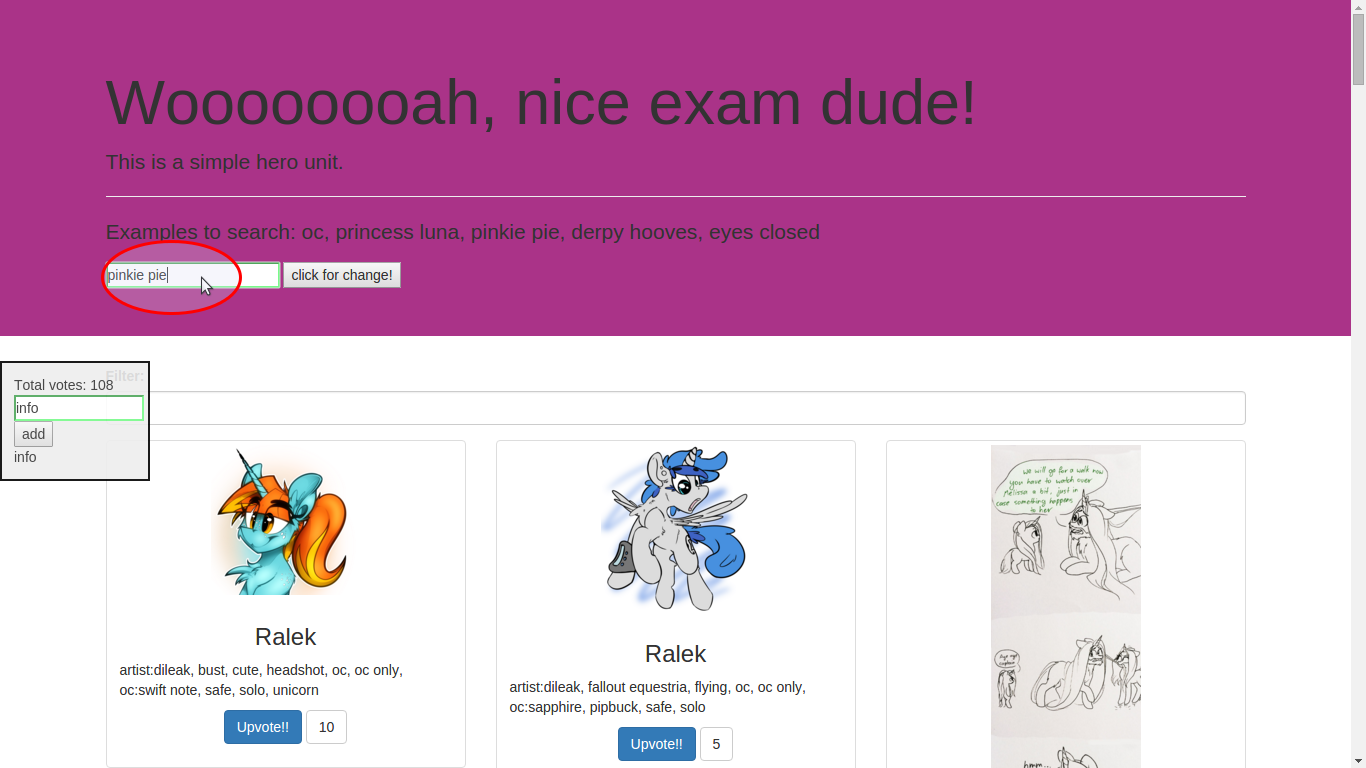 Wooooooooah, nice exam dude!
This is a simple hero unit.
Examples to search: oc, princess luna, pinkie pie, derpy hooves, eyes closed
pinkie pie
click for change!
Filter:
Total votes: 108
info
add
info
Ralek
artist:dileak, bust, cute, headshot, oc, oc only,
oc:swift note, safe, solo, unicorn
Upvote!! 10
Ralek
artist:dileak, fallout equestria, flying, oc, oc only,
oc:sapphire, pipbuck, safe, solo
Upvote!! 5
we will go for a walk now
you have to watch over
Melissa a bit, just in
case something happens
to her
hmm...